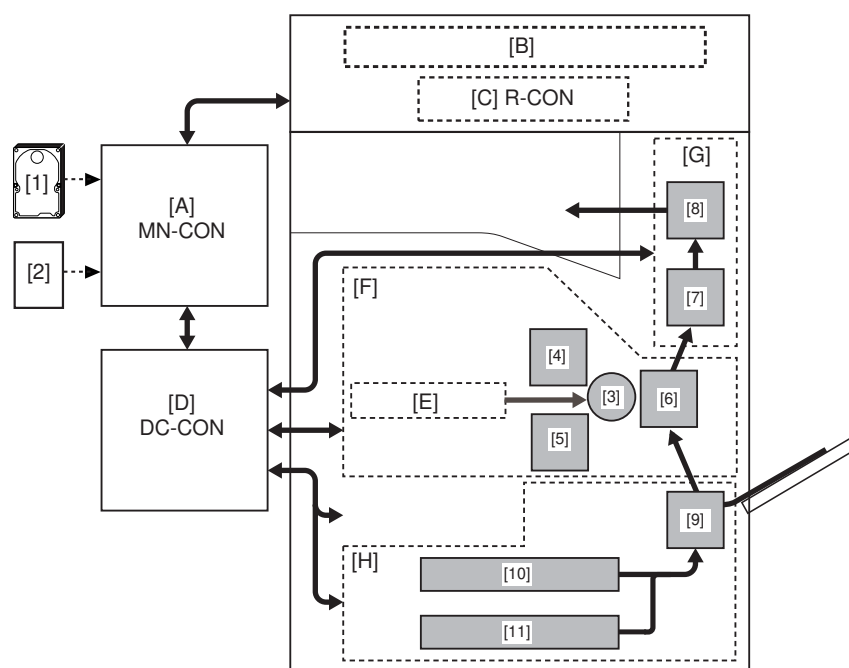 [B]
[C] R-CON
[1]
[A]
MN-CON
[2]
[G]
[8]
[7]
[F]
[4]
[D]
DC-CON
[E]
[3]
[6]
[5]
[9]
[H]
[10]
[11]